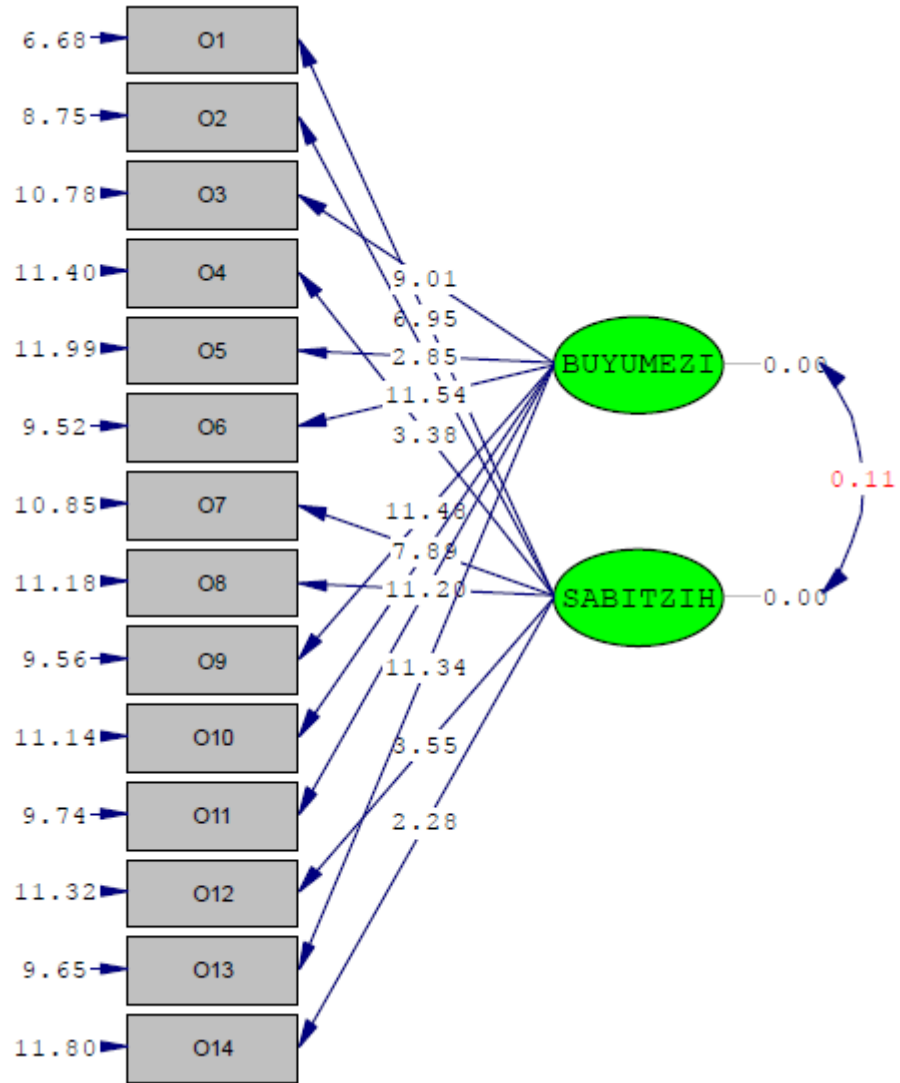 6.68 O1
8.75 O2
10.78 O3
11.40 O4 9.01
6.95
11.99 O5 2.85 BUYUMEZI 0.00
11.54
9.52 O6 3.38
0.11
10.85 O7 11.48
7.89
11.18 O8 11.20 SABITZIH 0.00
9.56 O9 11.34
11.14 O10 3.55
9.74 O11 2.28
11.32 O12
9.65 O13
11.80 O14